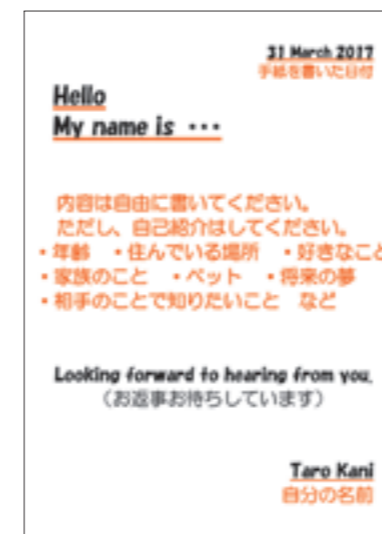 31 March 2017
手紙を書いた日付
Hello
My name is ・・・
内容は自由に書いてください。
ただし、自己紹介はしてください。
・年齢 ・住んでいる場所 ・好きなこと
・家族のこと ・ペット ・将来の夢
・相手のことで知りたいこと など
Looking forward to hearing from you.
（お返事お待ちしています）
Taro Kani
自分の名前